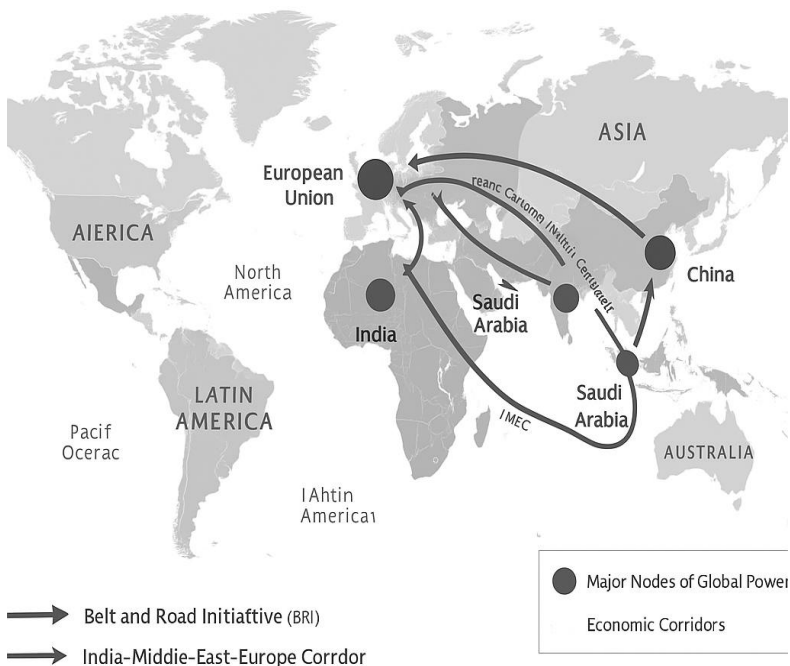 ASIA
European
Union
AIERICA
China
North
America
Saudi
Arabia
India
Saudi
Arabia
LATIN
AMERICA
IMEC
Pacif
Ocerac
AUSTRALIA
IAhtin
America
Major Nodes of Global Power
Belt and Road Initiaftive (BRI)
Economic Corridors
India-Middie-East-Europe Corrdor